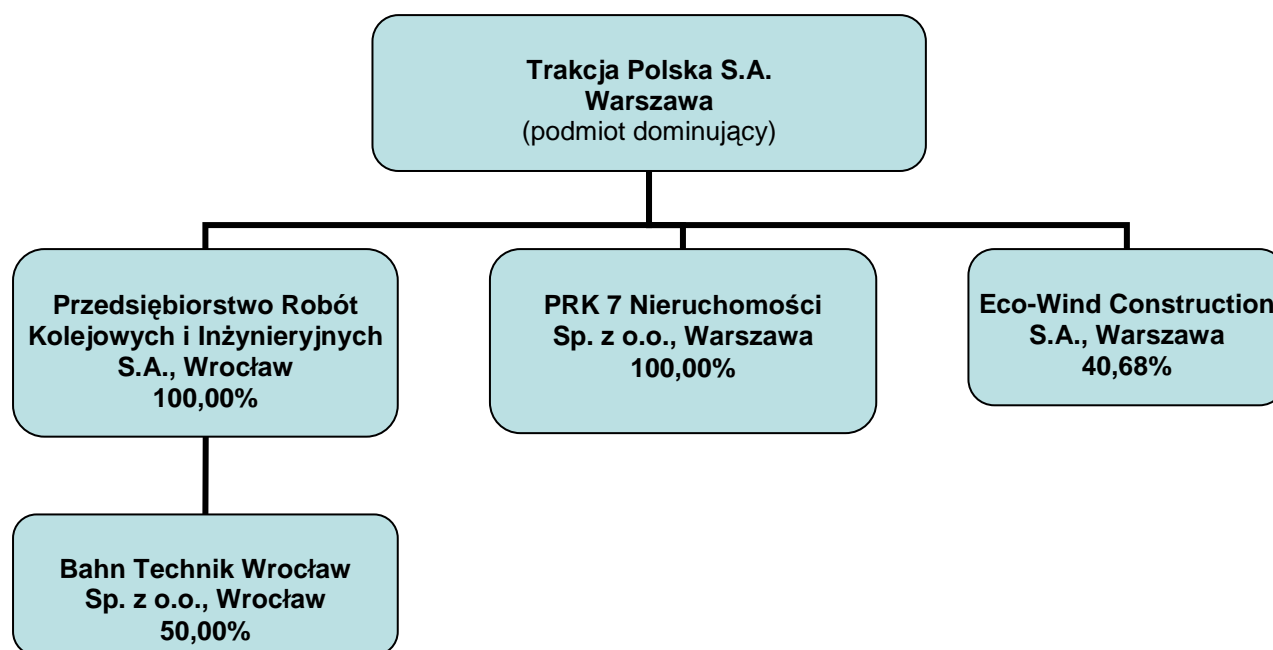 Trakcja Polska S.A.
Warszawa
(podmiot dominujący)
Przedsiębiorstwo Robót
Kolejowych i Inżynieryjnych
S.A., Wrocław
100,00%
PRK 7 Nieruchomości
Sp. z o.o., Warszawa
100,00%
Eco-Wind Construction
S.A., Warszawa
40,68%
Bahn Technik Wrocław
Sp. z o.o., Wrocław
50,00%